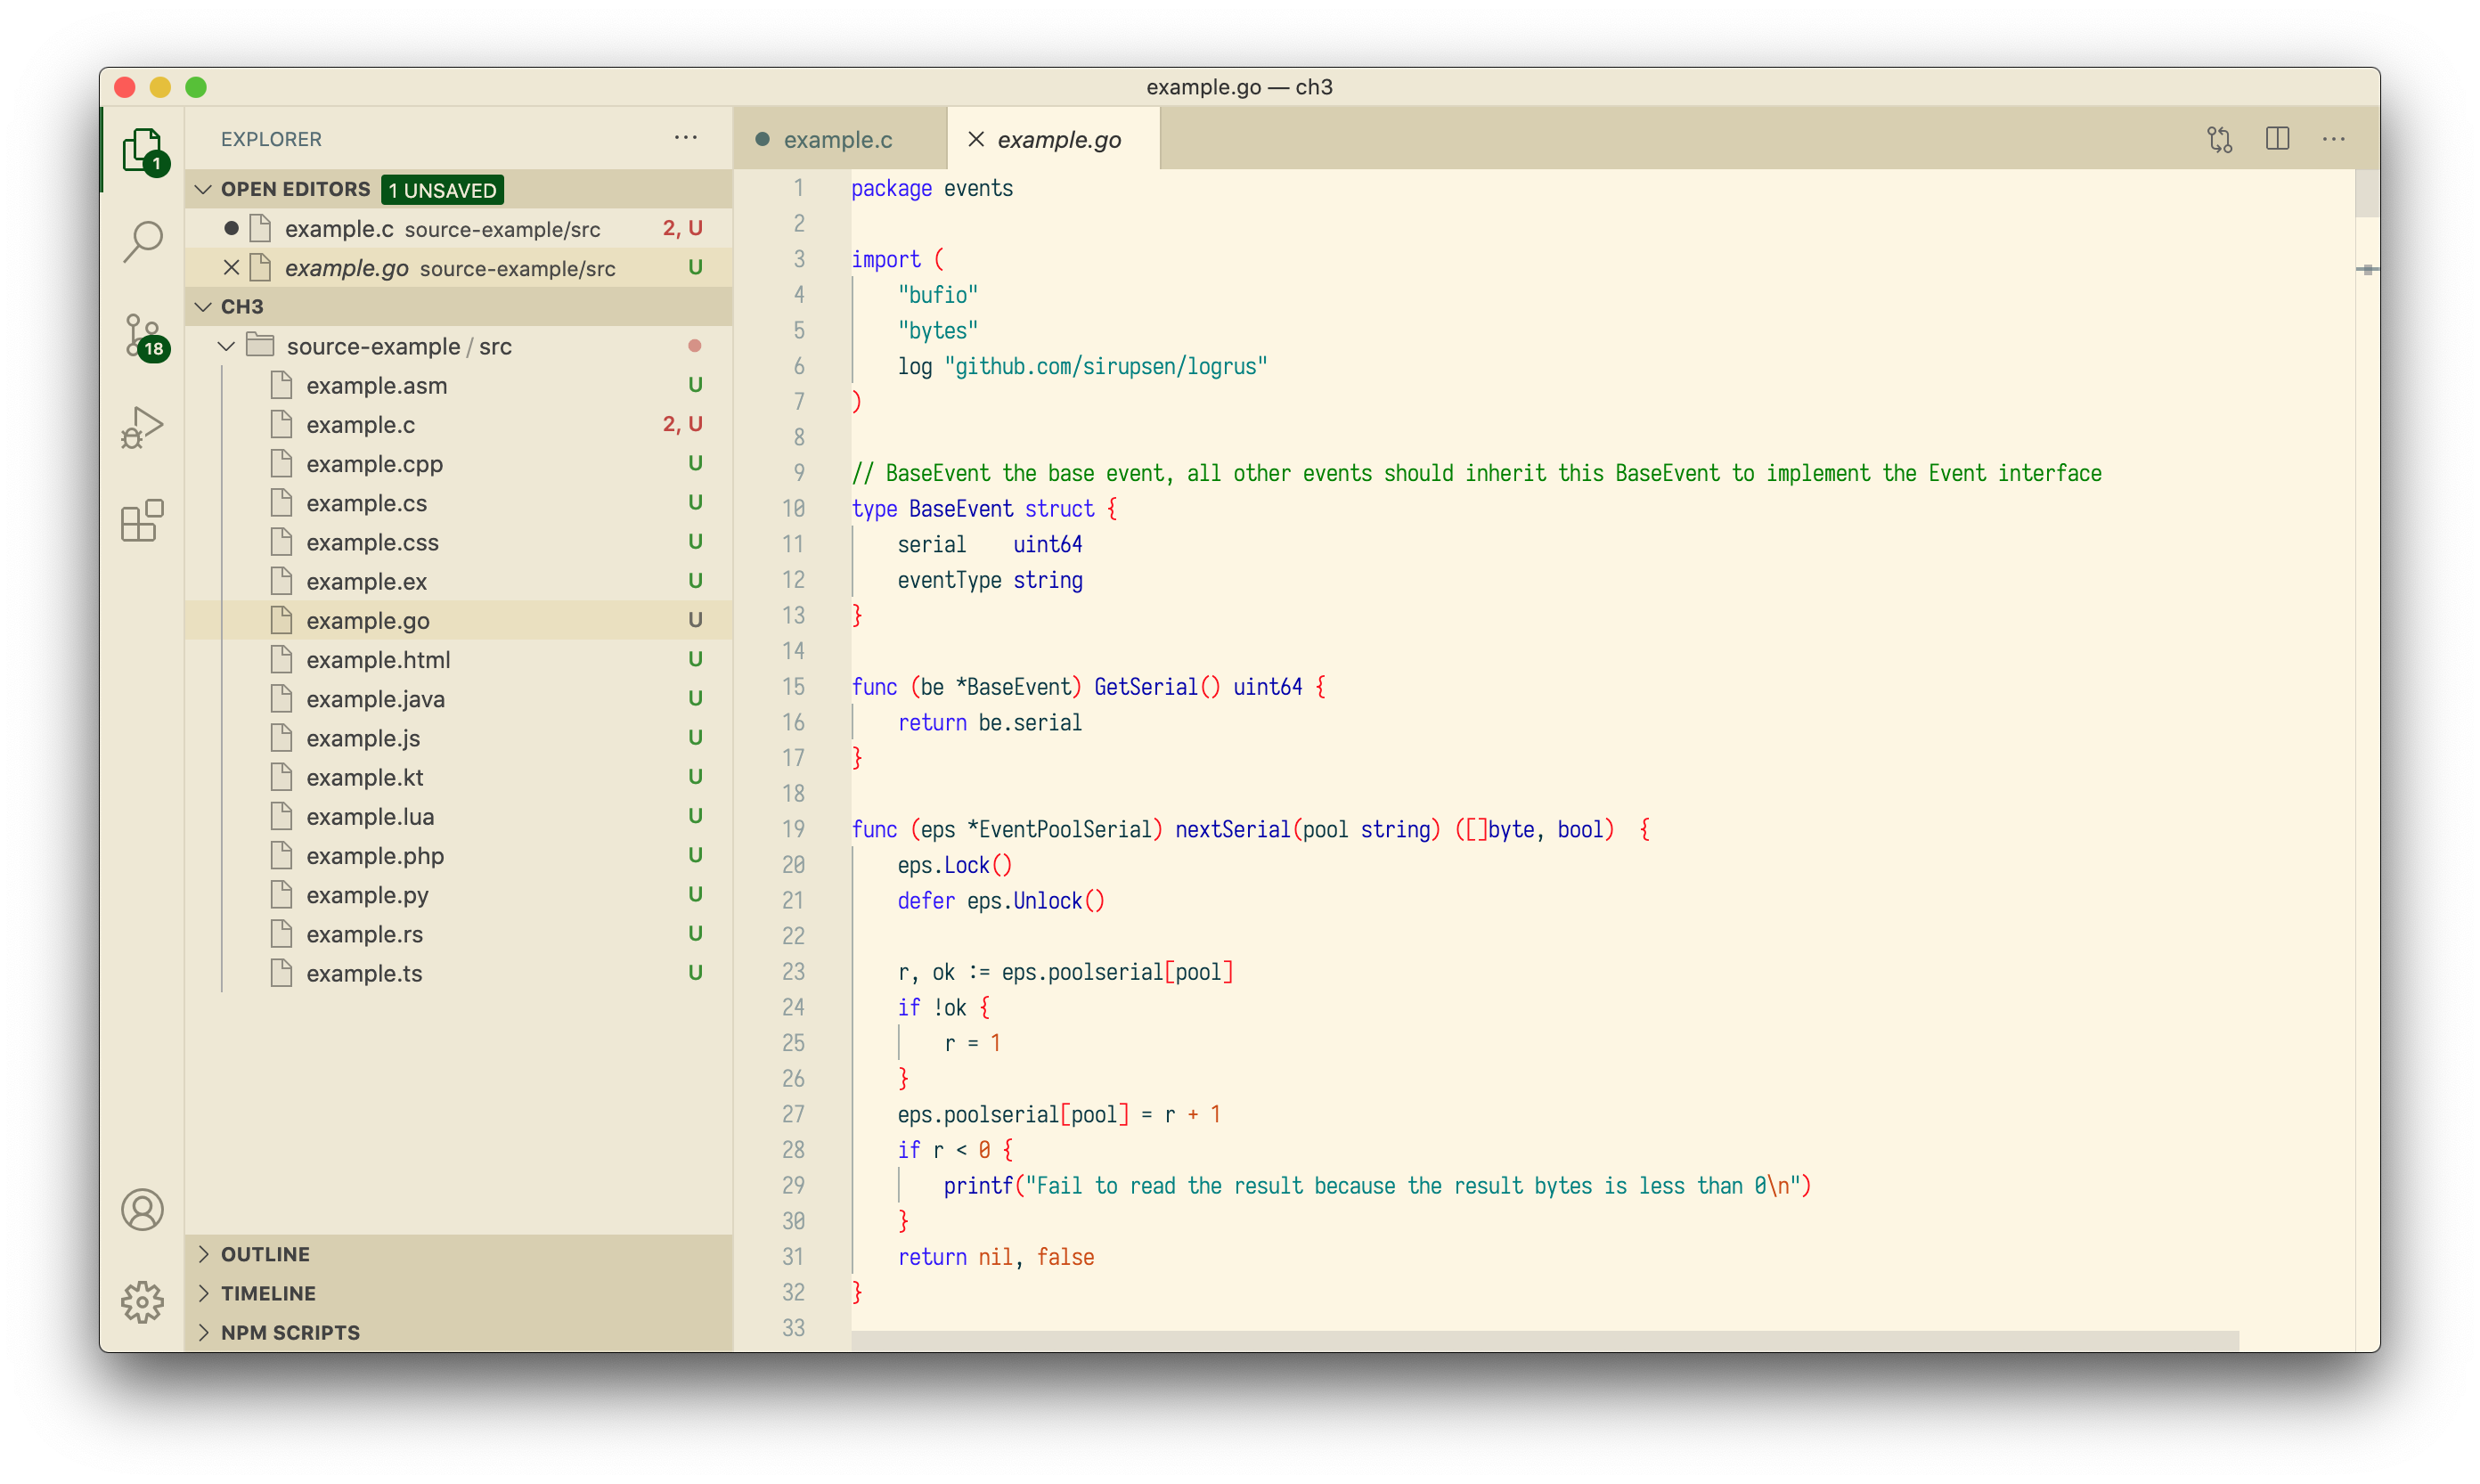 example.go — ch3
EXPLORER
1
OPEN EDITORS 1 UNSAVED
example.c source-example/src 2, U
example.go source-example/src U
CH3
source-example / src
18
example.asm U
example.c 2, U
example.cpp U
example.cs U
example.css U
example.ex U
example.go U
example.html U
example.java U
example.js U
example.kt U
example.lua U
example.php U
example.py U
example.rs U
example.ts U
OUTLINE
TIMELINE
NPM SCRIPTS
example.c
example.go
1 package events
2
3 import (
4     "bufio"
5     "bytes"
6     log "github.com/sirupsen/logrus"
7 )
8
9 // BaseEvent the base event, all other events should inherit this BaseEvent to implement the Event interface
10 type BaseEvent struct {
11     serial    uint64
12     eventType string
13 }
14
15 func (be *BaseEvent) GetSerial() uint64 {
16     return be.serial
17 }
18
19 func (eps *EventPoolSerial) nextSerial(pool string) ([]byte, bool)  {
20     eps.Lock()
21     defer eps.Unlock()
22
23     r, ok := eps.poolserial[pool]
24     if !ok {
25         r = 1
26     }
27     eps.poolserial[pool] = r + 1
28     if r < 0 {
29         printf("Fail to read the result because the result bytes is less than 0\n")
30     }
31     return nil, false
32 }
33